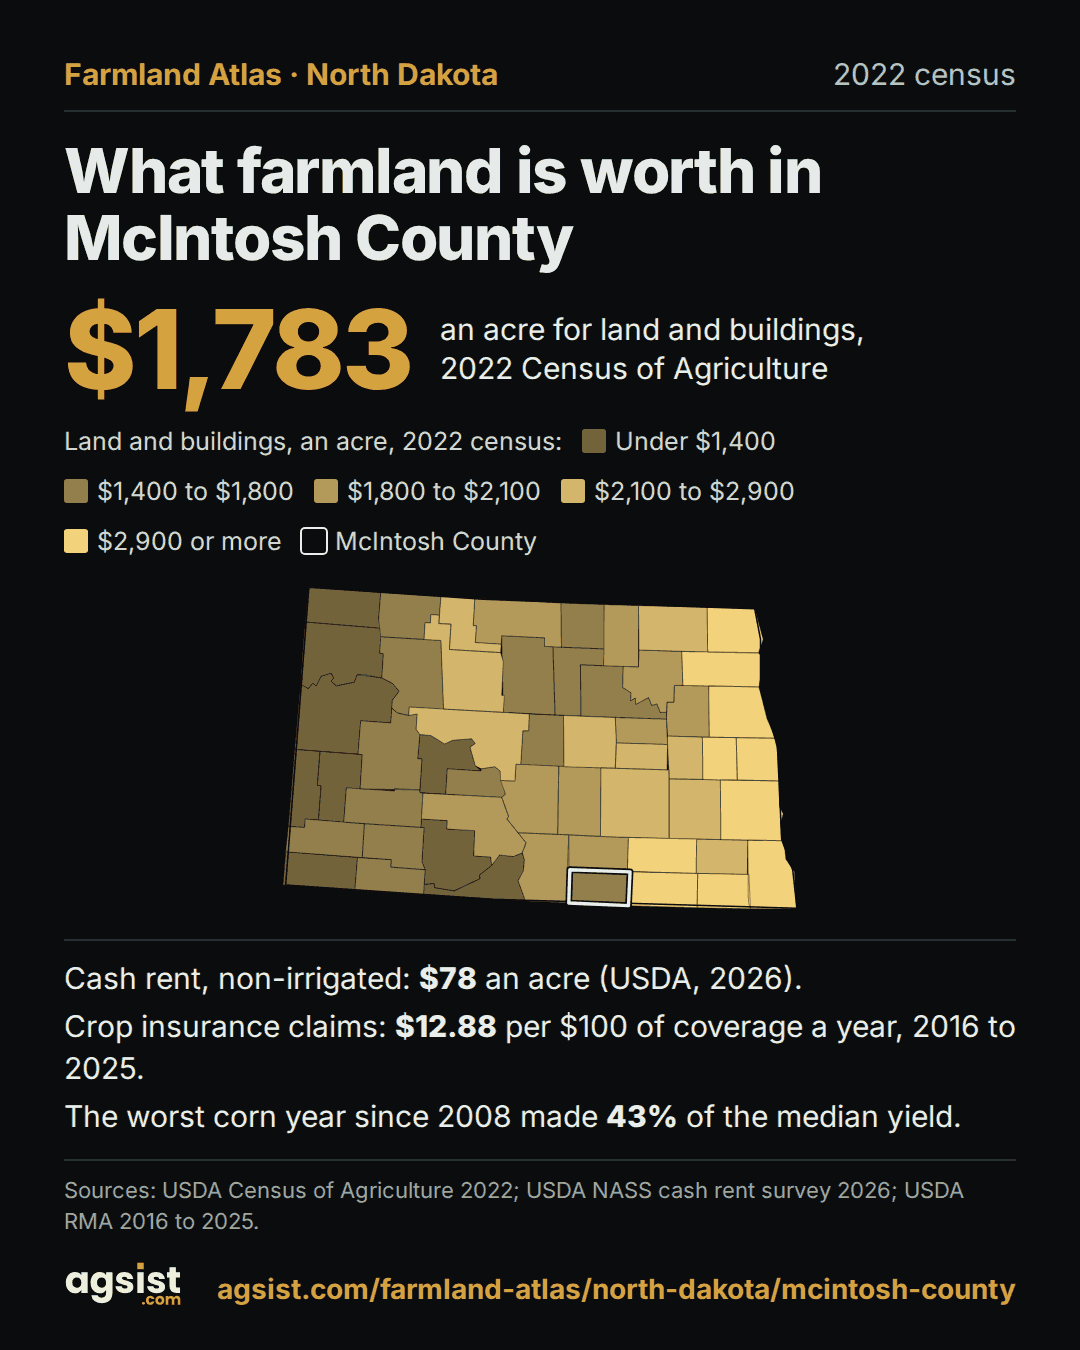 Farmland Atlas · North Dakota
2022 census
What farmland is worth in
McIntosh County
$1,783
an acre for land and buildings,
2022 Census of Agriculture
Land and buildings, an acre, 2022 census: Under $1,400
$1,400 to $1,800 $1,800 to $2,100 $2,100 to $2,900
$2,900 or more McIntosh County
Cash rent, non-irrigated: $78 an acre (USDA, 2026).
Crop insurance claims: $12.88 per $100 of coverage a year, 2016 to
2025.
The worst corn year since 2008 made 43% of the median yield.
Sources: USDA Census of Agriculture 2022; USDA NASS cash rent survey 2026; USDA
RMA 2016 to 2025.
agsist
.com
agsist.com/farmland-atlas/north-dakota/mcintosh-county